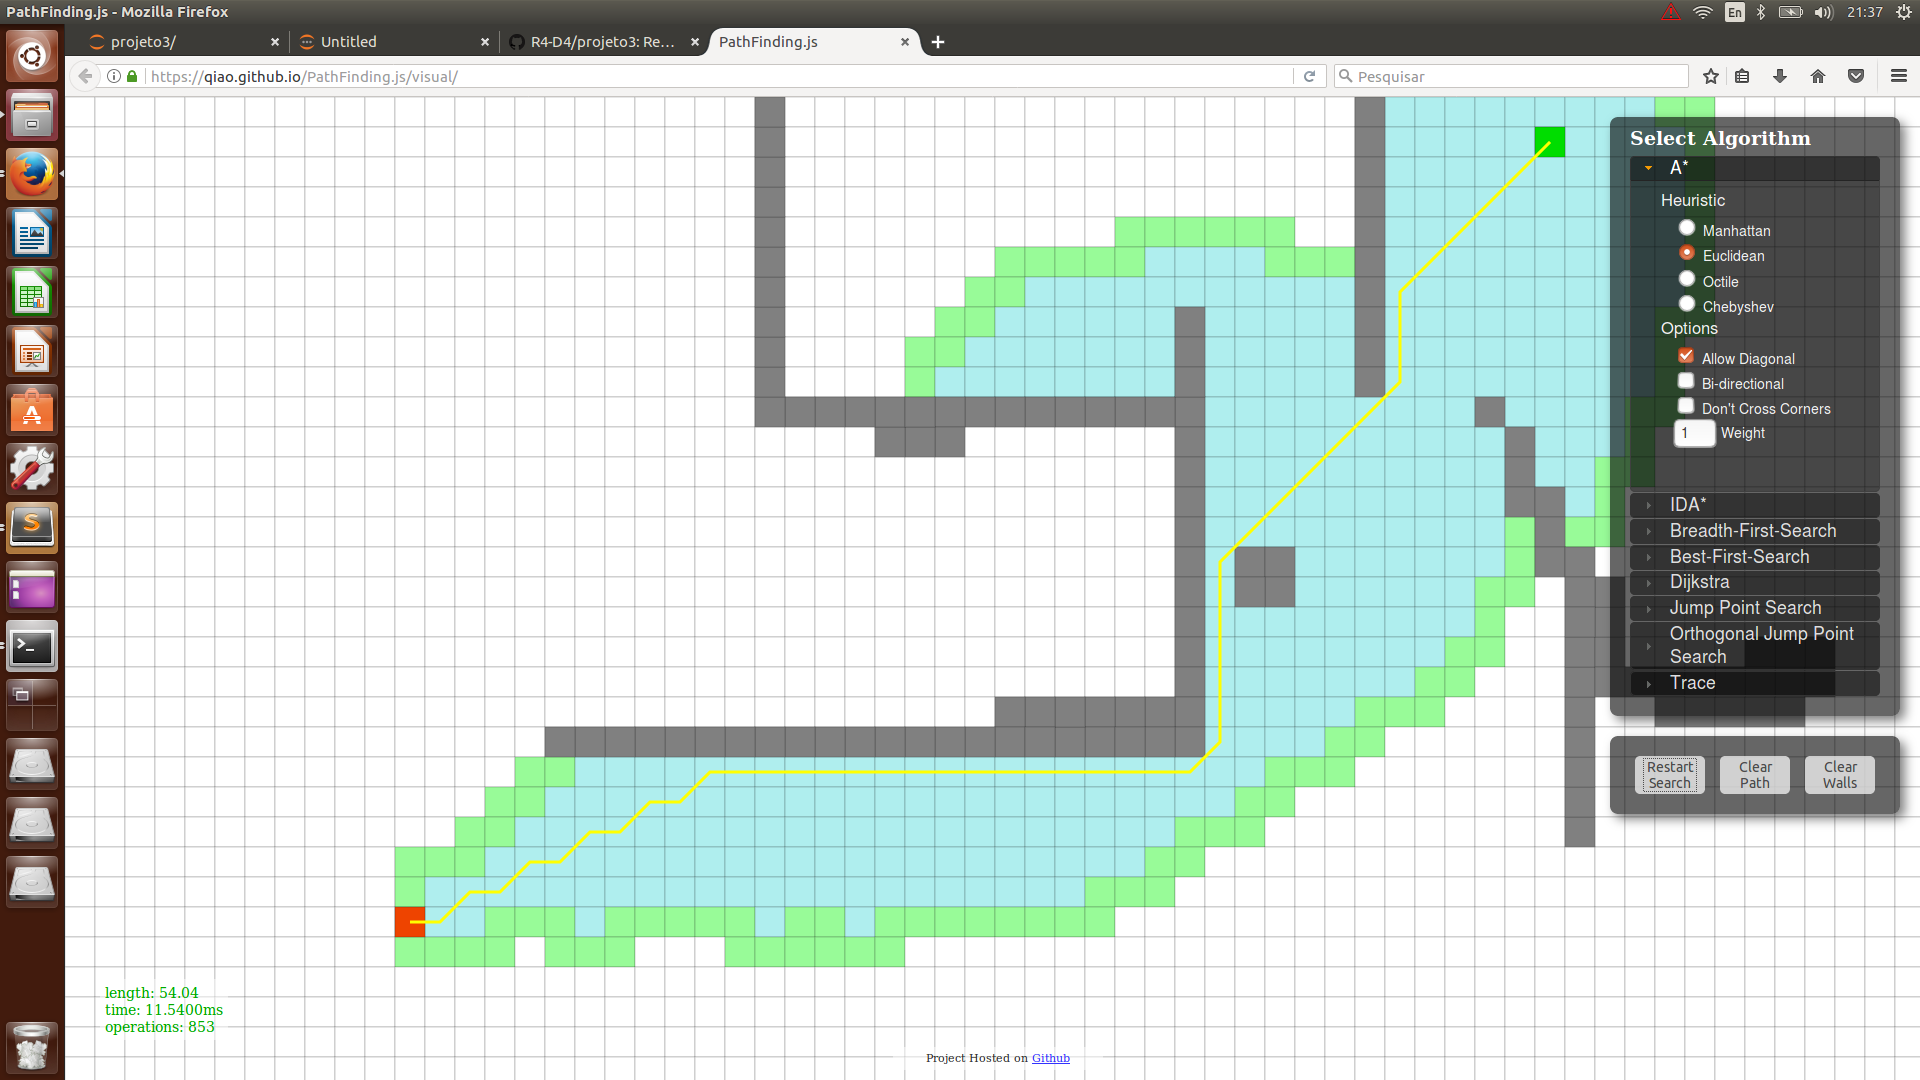 PathFinding.js - Mozilla Firefox
En
21:37
projeto3/
Untitled
R4-D4/projeto3: Re...
PathFinding.js
https://qiao.github.io/PathFinding.js/visual/
Pesquisar
Select Algorithm
A*
Heuristic
Manhattan
Euclidean
Octile
Chebyshev
Options
Allow Diagonal
Bi-directional
Don't Cross Corners
1 Weight
IDA*
Breadth-First-Search
Best-First-Search
Dijkstra
Jump Point Search
Orthogonal Jump Point
Search
Trace
Restart
Search
Clear
Path
Clear
Walls
length: 54.04
time: 11.5400ms
operations: 853
Project Hosted on Github